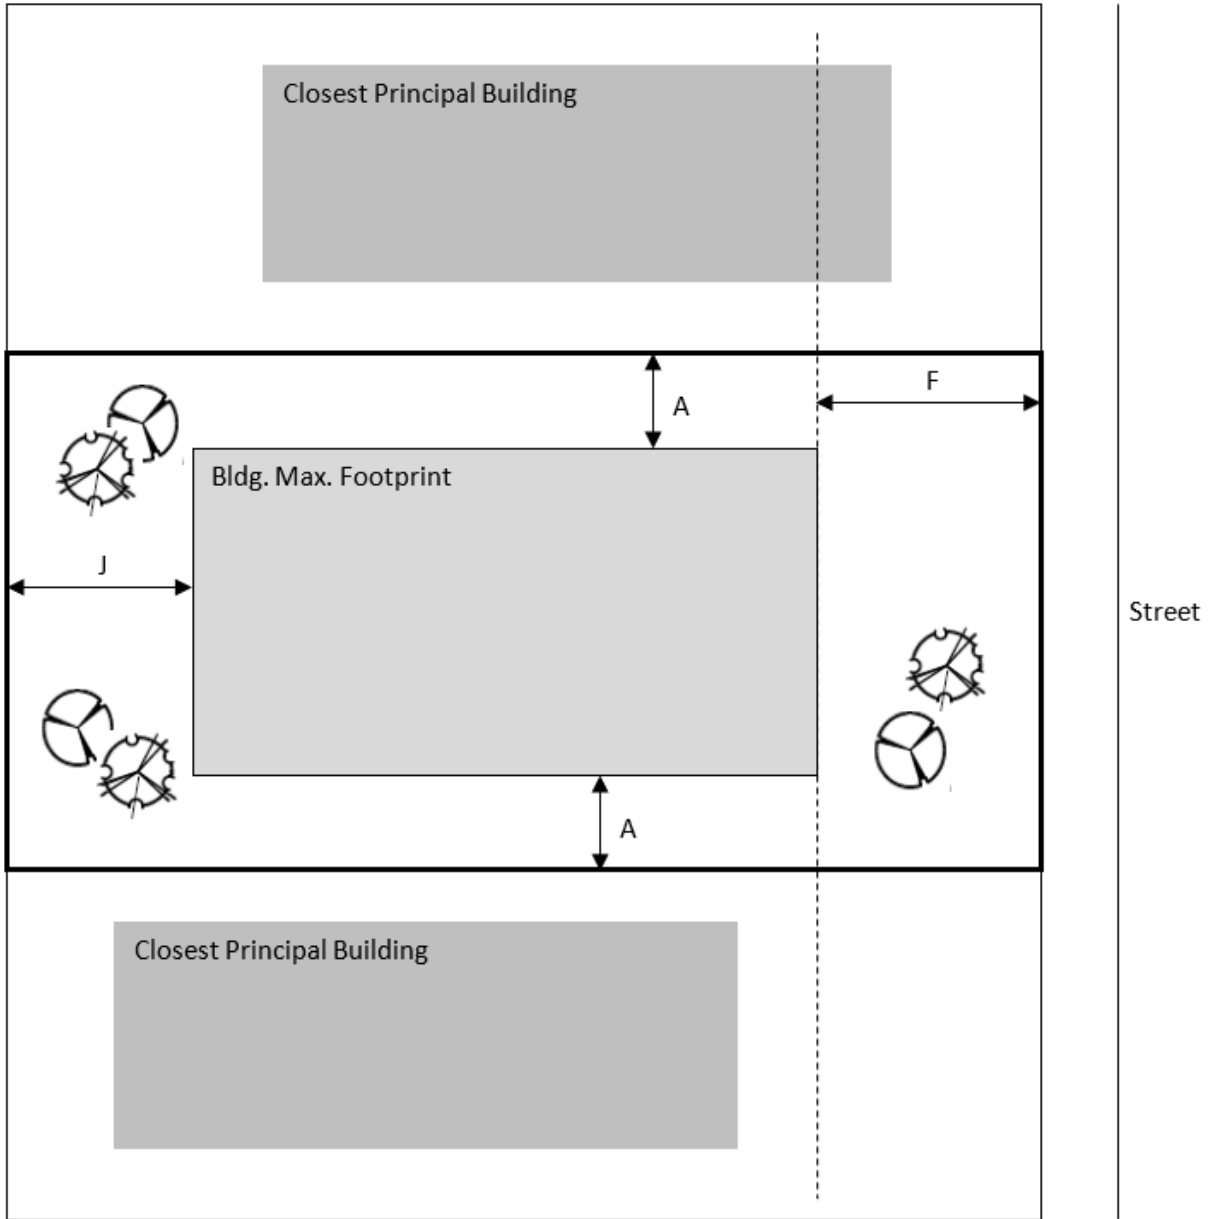 Closest Principal Building
F
A
Bldg. Max. Footprint
J
Street
A
Closest Principal Building